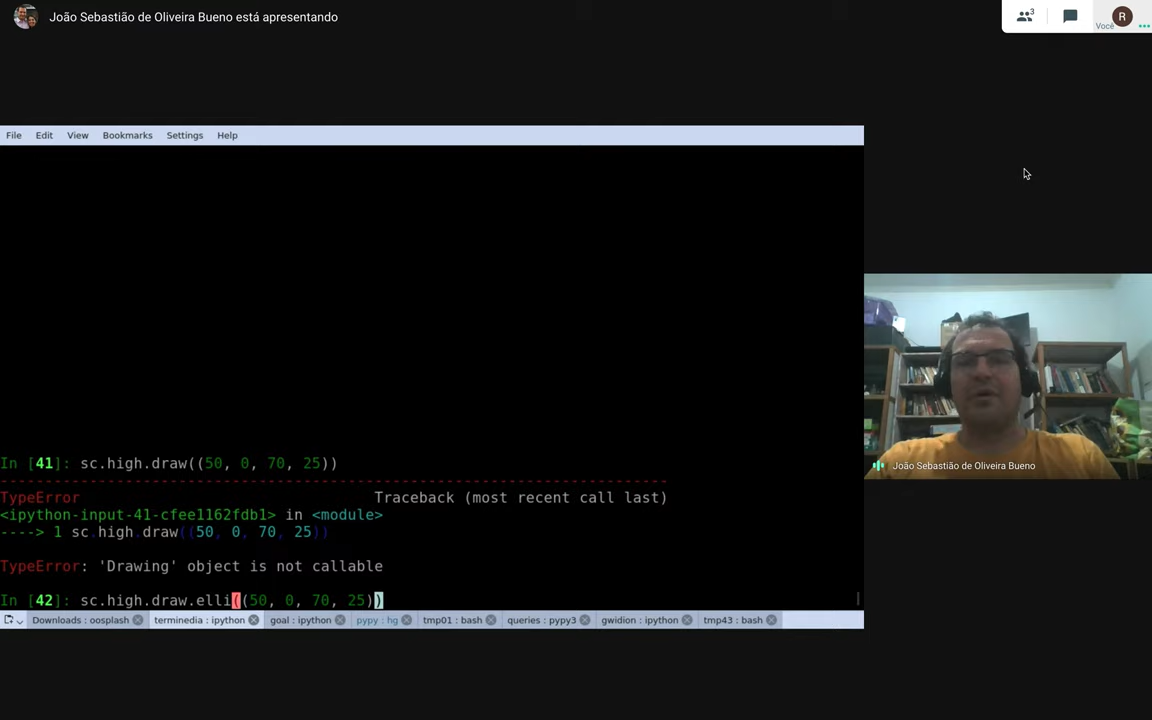 João Sebastião de Oliveira Bueno está apresentando
3
Você
R
File Edit View Bookmarks Settings Help
In [41]: sc.high.draw((50, 0, 70, 25))
---------------------------------------------------------------------------
TypeError Traceback (most recent call last)
<ipython-input-41-cfee1162fdb1> in <module>
----> 1 sc.high.draw((50, 0, 70, 25))
TypeError: 'Drawing' object is not callable
In [42]: sc.high.draw.elli((50, 0, 70, 25))
Downloads : oosplash terminedia : ipython goal : ipython pypy : hg tmp01 : bash queries : pypy3 gwidion : ipython tmp43 : bash
João Sebastião de Oliveira Bueno